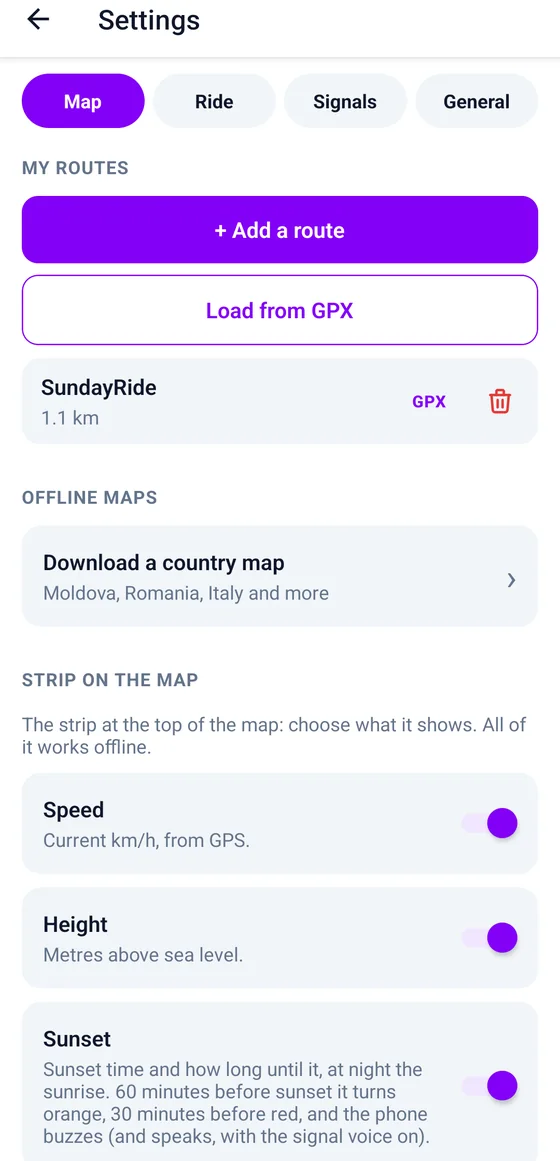 Settings
Map
Ride
Signals
General
MY ROUTES
+ Add a route
Load from GPX
SundayRide
1.1 km
GPX
OFFLINE MAPS
Download a country map
Moldova, Romania, Italy and more
STRIP ON THE MAP
The strip at the top of the map: choose what it shows. All of
it works offline.
Speed
Current km/h, from GPS.
Height
Metres above sea level.
Sunset
Sunset time and how long until it, at night the
sunrise. 60 minutes before sunset it turns
orange, 30 minutes before red, and the phone
buzzes (and speaks, with the signal voice on).